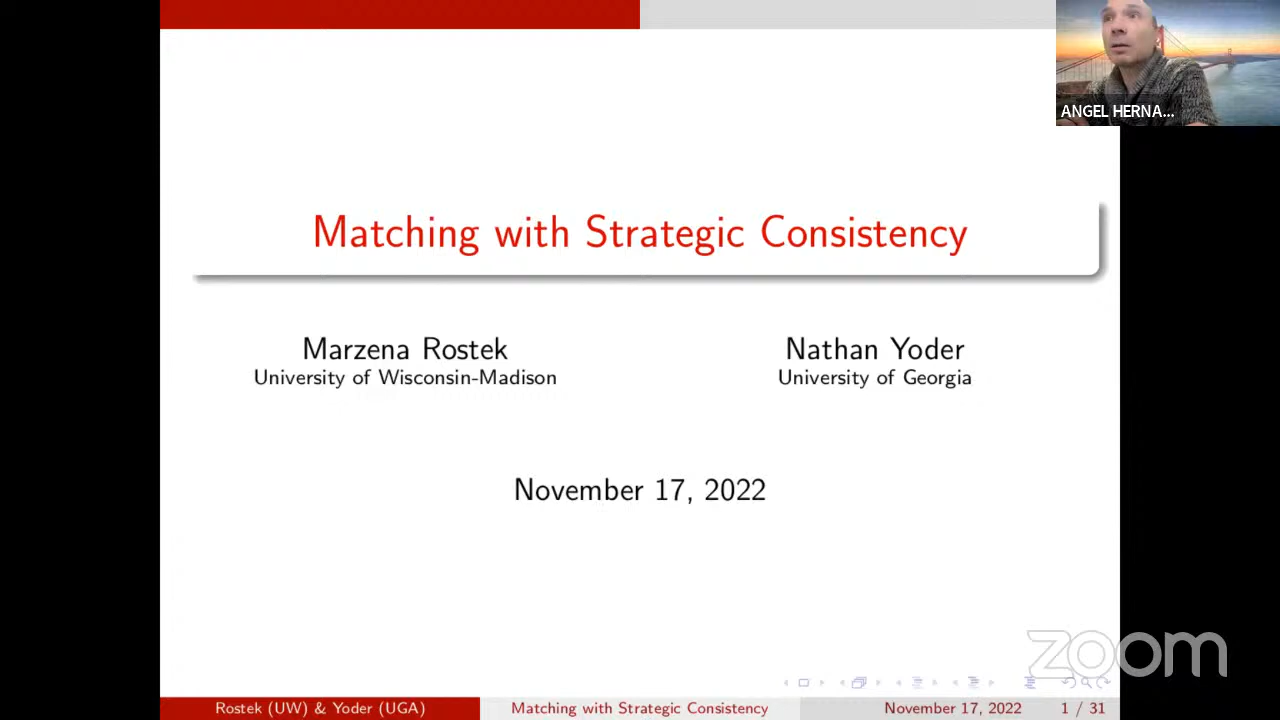 ANGEL HERNA...
Matching with Strategic Consistency
Marzena Rostek
University of Wisconsin-Madison
Nathan Yoder
University of Georgia
November 17, 2022
zoom
Rostek (UW) & Yoder (UGA)
Matching with Strategic Consistency
November 17, 2022
1 / 31